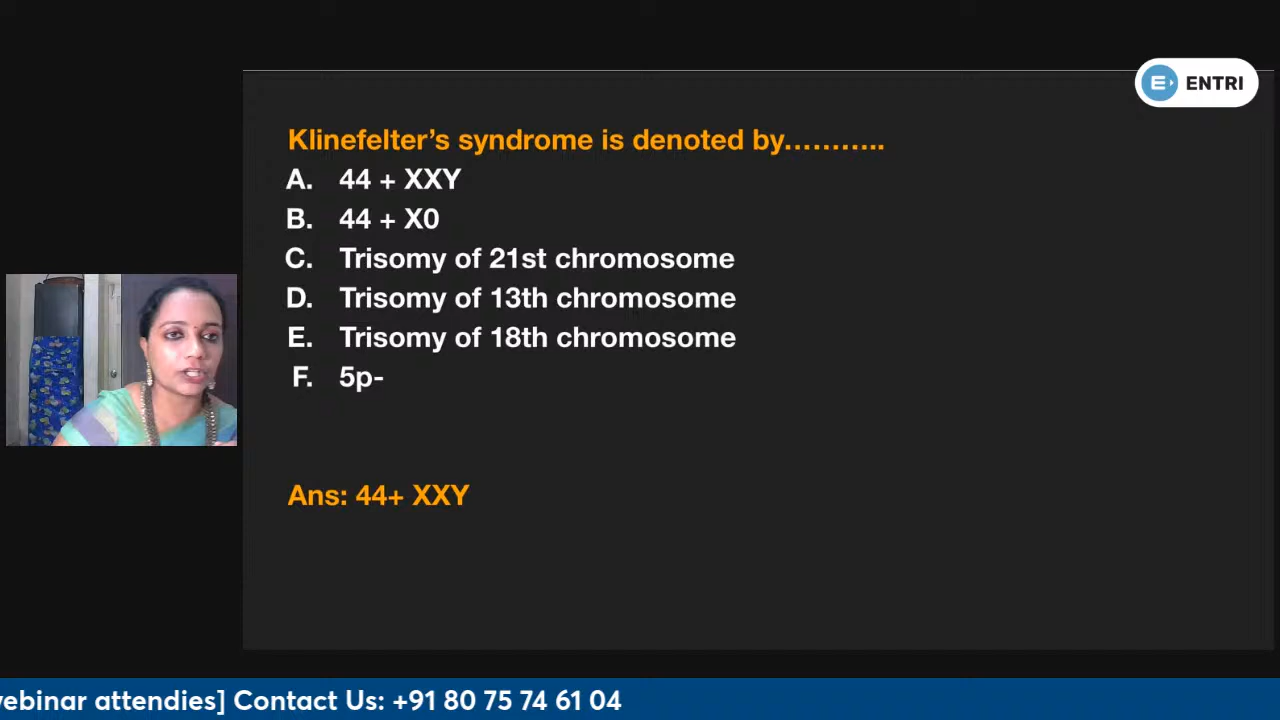 ENTRI
Klinefelter’s syndrome is denoted by...........
A. 44 + XXY
B. 44 + X0
C. Trisomy of 21st chromosome
D. Trisomy of 13th chromosome
E. Trisomy of 18th chromosome
F. 5p-
Ans: 44+ XXY
attendies] Contact Us: +91 80 75 74 61 04